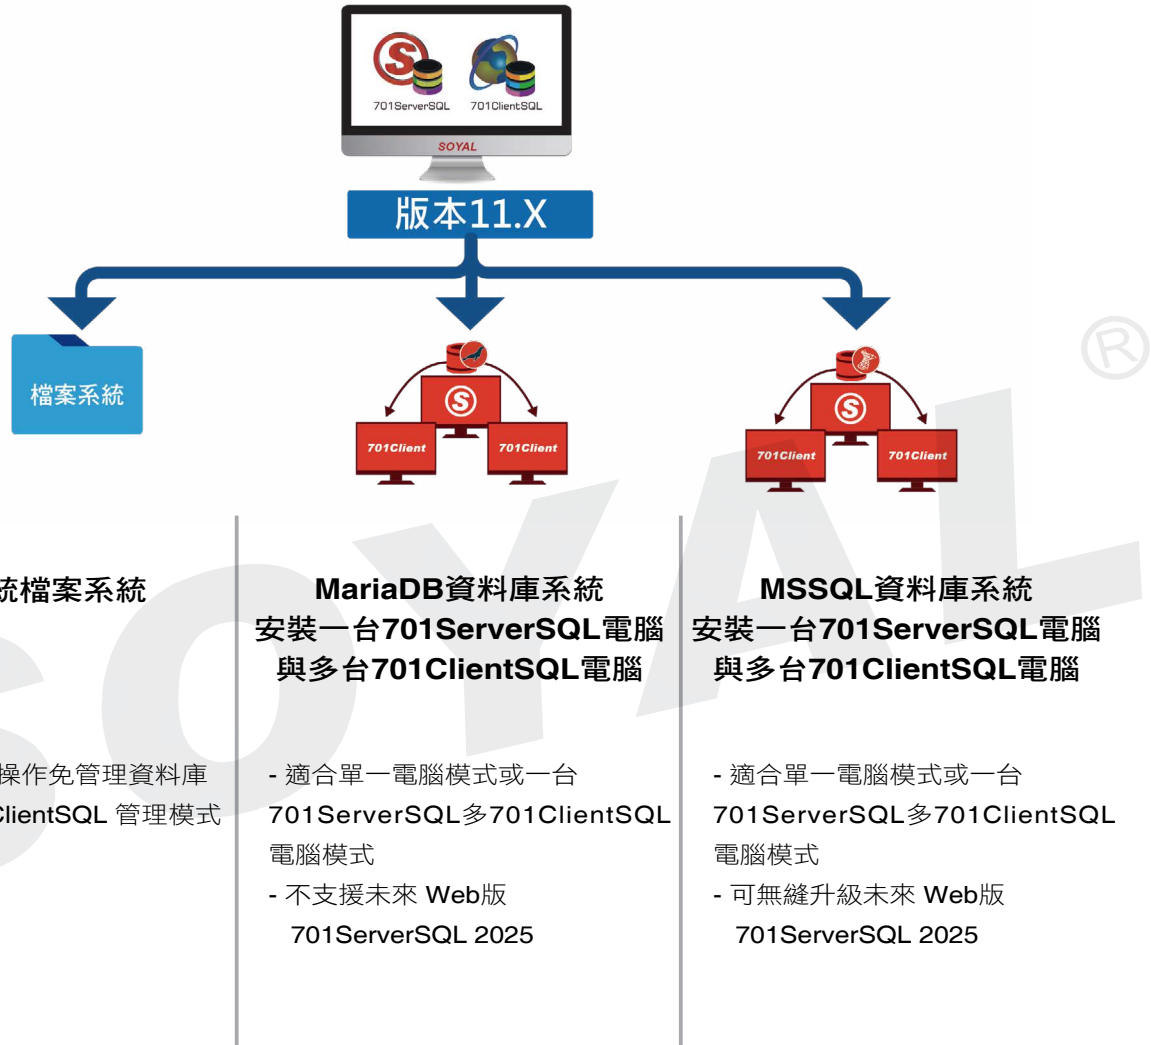 S
701ServerSQL 701ClientSQL
SOYAL
版本11.X
檔案系統
S
701Client 701Client
S
701Client 701Client
®
SOYAL
統檔案系統
操作免管理資料庫
ClientSQL 管理模式
MariaDB資料庫系統
安裝一台701ServerSQL電腦
與多台701ClientSQL電腦
- 適合單一電腦模式或一台
701ServerSQL多701ClientSQL
電腦模式
- 不支援未來 Web版
701ServerSQL 2025
MSSQL資料庫系統
安裝一台701ServerSQL電腦
與多台701ClientSQL電腦
- 適合單一電腦模式或一台
701ServerSQL多701ClientSQL
電腦模式
- 可無縫升級未來 Web版
701ServerSQL 2025